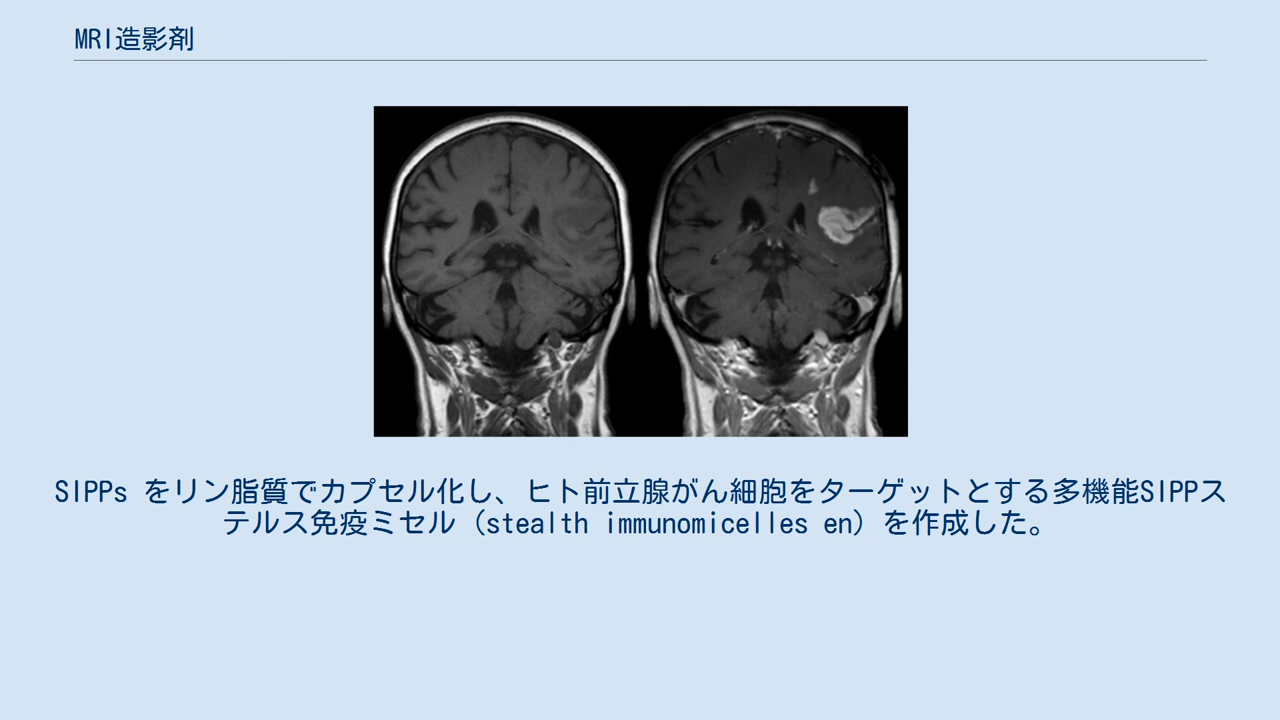 MRI造影剤
SIPPs をリン脂質でカプセル化し、ヒト前立腺がん細胞をターゲットとする多機能SIPPス
テルス免疫ミセル（stealth immunomicelles en）を作成した。